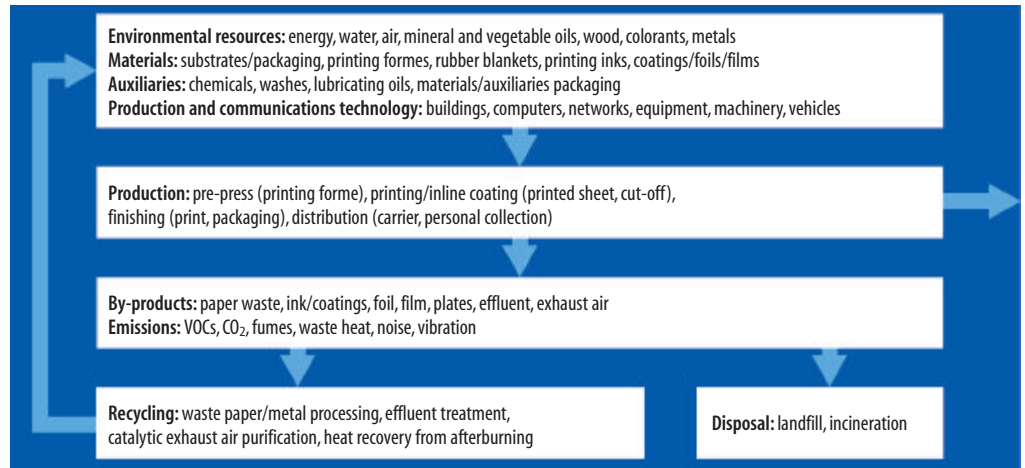 Environmental resources: energy, water, air, mineral and vegetable oils, wood, colorants, metals
Materials: substrates/packaging, printing formes, rubber blankets, printing inks, coatings/foils/films
Auxiliaries: chemicals, washes, lubricating oils, materials/auxiliaries packaging
Production and communications technology: buildings, computers, networks, equipment, machinery, vehicles
Production: pre-press (printing forme), printing/inline coating (printed sheet, cut-off),
finishing (print, packaging), distribution (carrier, personal collection)
By-products: paper waste, ink/coatings, foil, film, plates, effluent, exhaust air
Emissions: VOCs, CO₂, fumes, waste heat, noise, vibration
Recycling: waste paper/metal processing, effluent treatment,
catalytic exhaust air purification, heat recovery from afterburning
Disposal: landfill, incineration